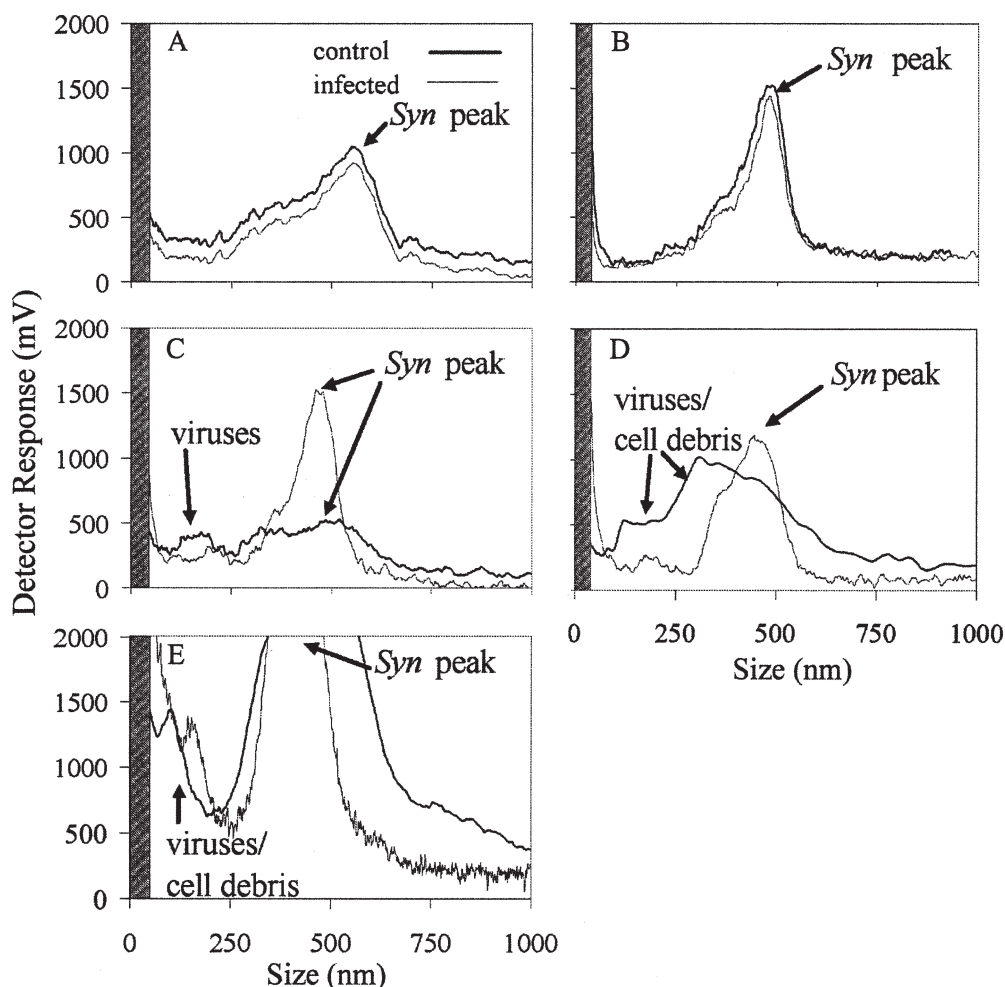 Detector Response (mV)
2000
1500
1000
500
0
A
control
infected
Syn peak
B
Syn peak
2000
1500
1000
500
0
C
viruses
Syn peak
D
viruses/
cell debris
Syn peak
0 250 500 750 1000
Size (nm)
2000
1500
1000
500
0
E
Syn peak
viruses/
cell debris
0 250 500 750 1000
Size (nm)